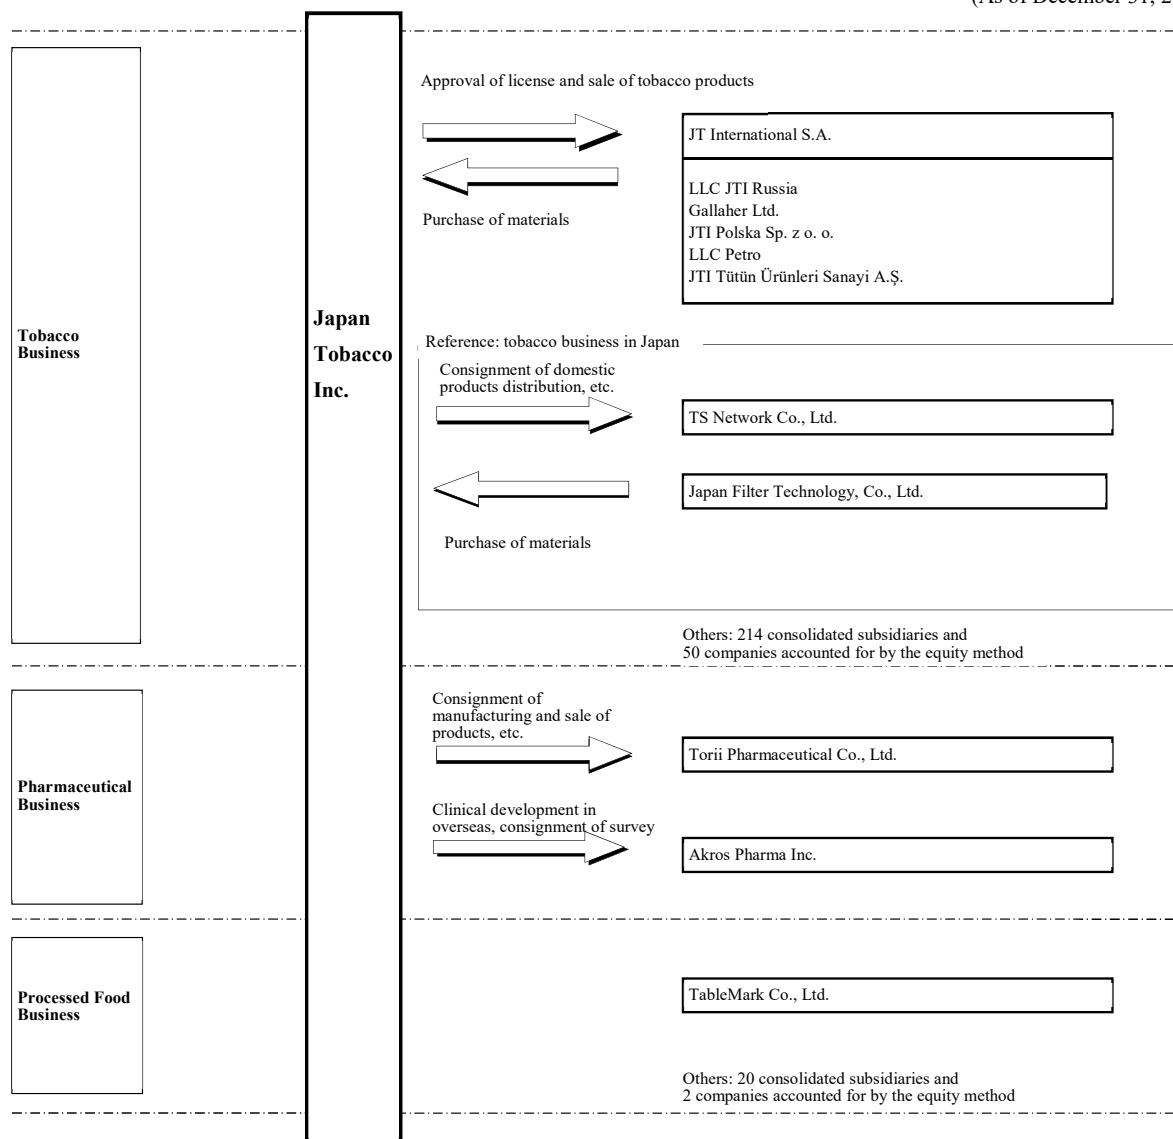 (As of December 31, 2
Approval of license and sale of tobacco products
JT International S.A.
LLC JTI Russia
Gallaher Ltd.
JTI Polska Sp. z o. o.
LLC Petro
JTI Tütün Ürünleri Sanayi A.Ş.
Purchase of materials
Tobacco
Business
Japan
Tobacco
Inc.
Reference: tobacco business in Japan
Consignment of domestic
products distribution, etc.
TS Network Co., Ltd.
Japan Filter Technology, Co., Ltd.
Purchase of materials
Others: 214 consolidated subsidiaries and
50 companies accounted for by the equity method
Pharmaceutical
Business
Consignment of
manufacturing and sale of
products, etc.
Torii Pharmaceutical Co., Ltd.
Clinical development in
overseas, consignment of survey
Akros Pharma Inc.
Processed Food
Business
TableMark Co., Ltd.
Others: 20 consolidated subsidiaries and
2 companies accounted for by the equity method